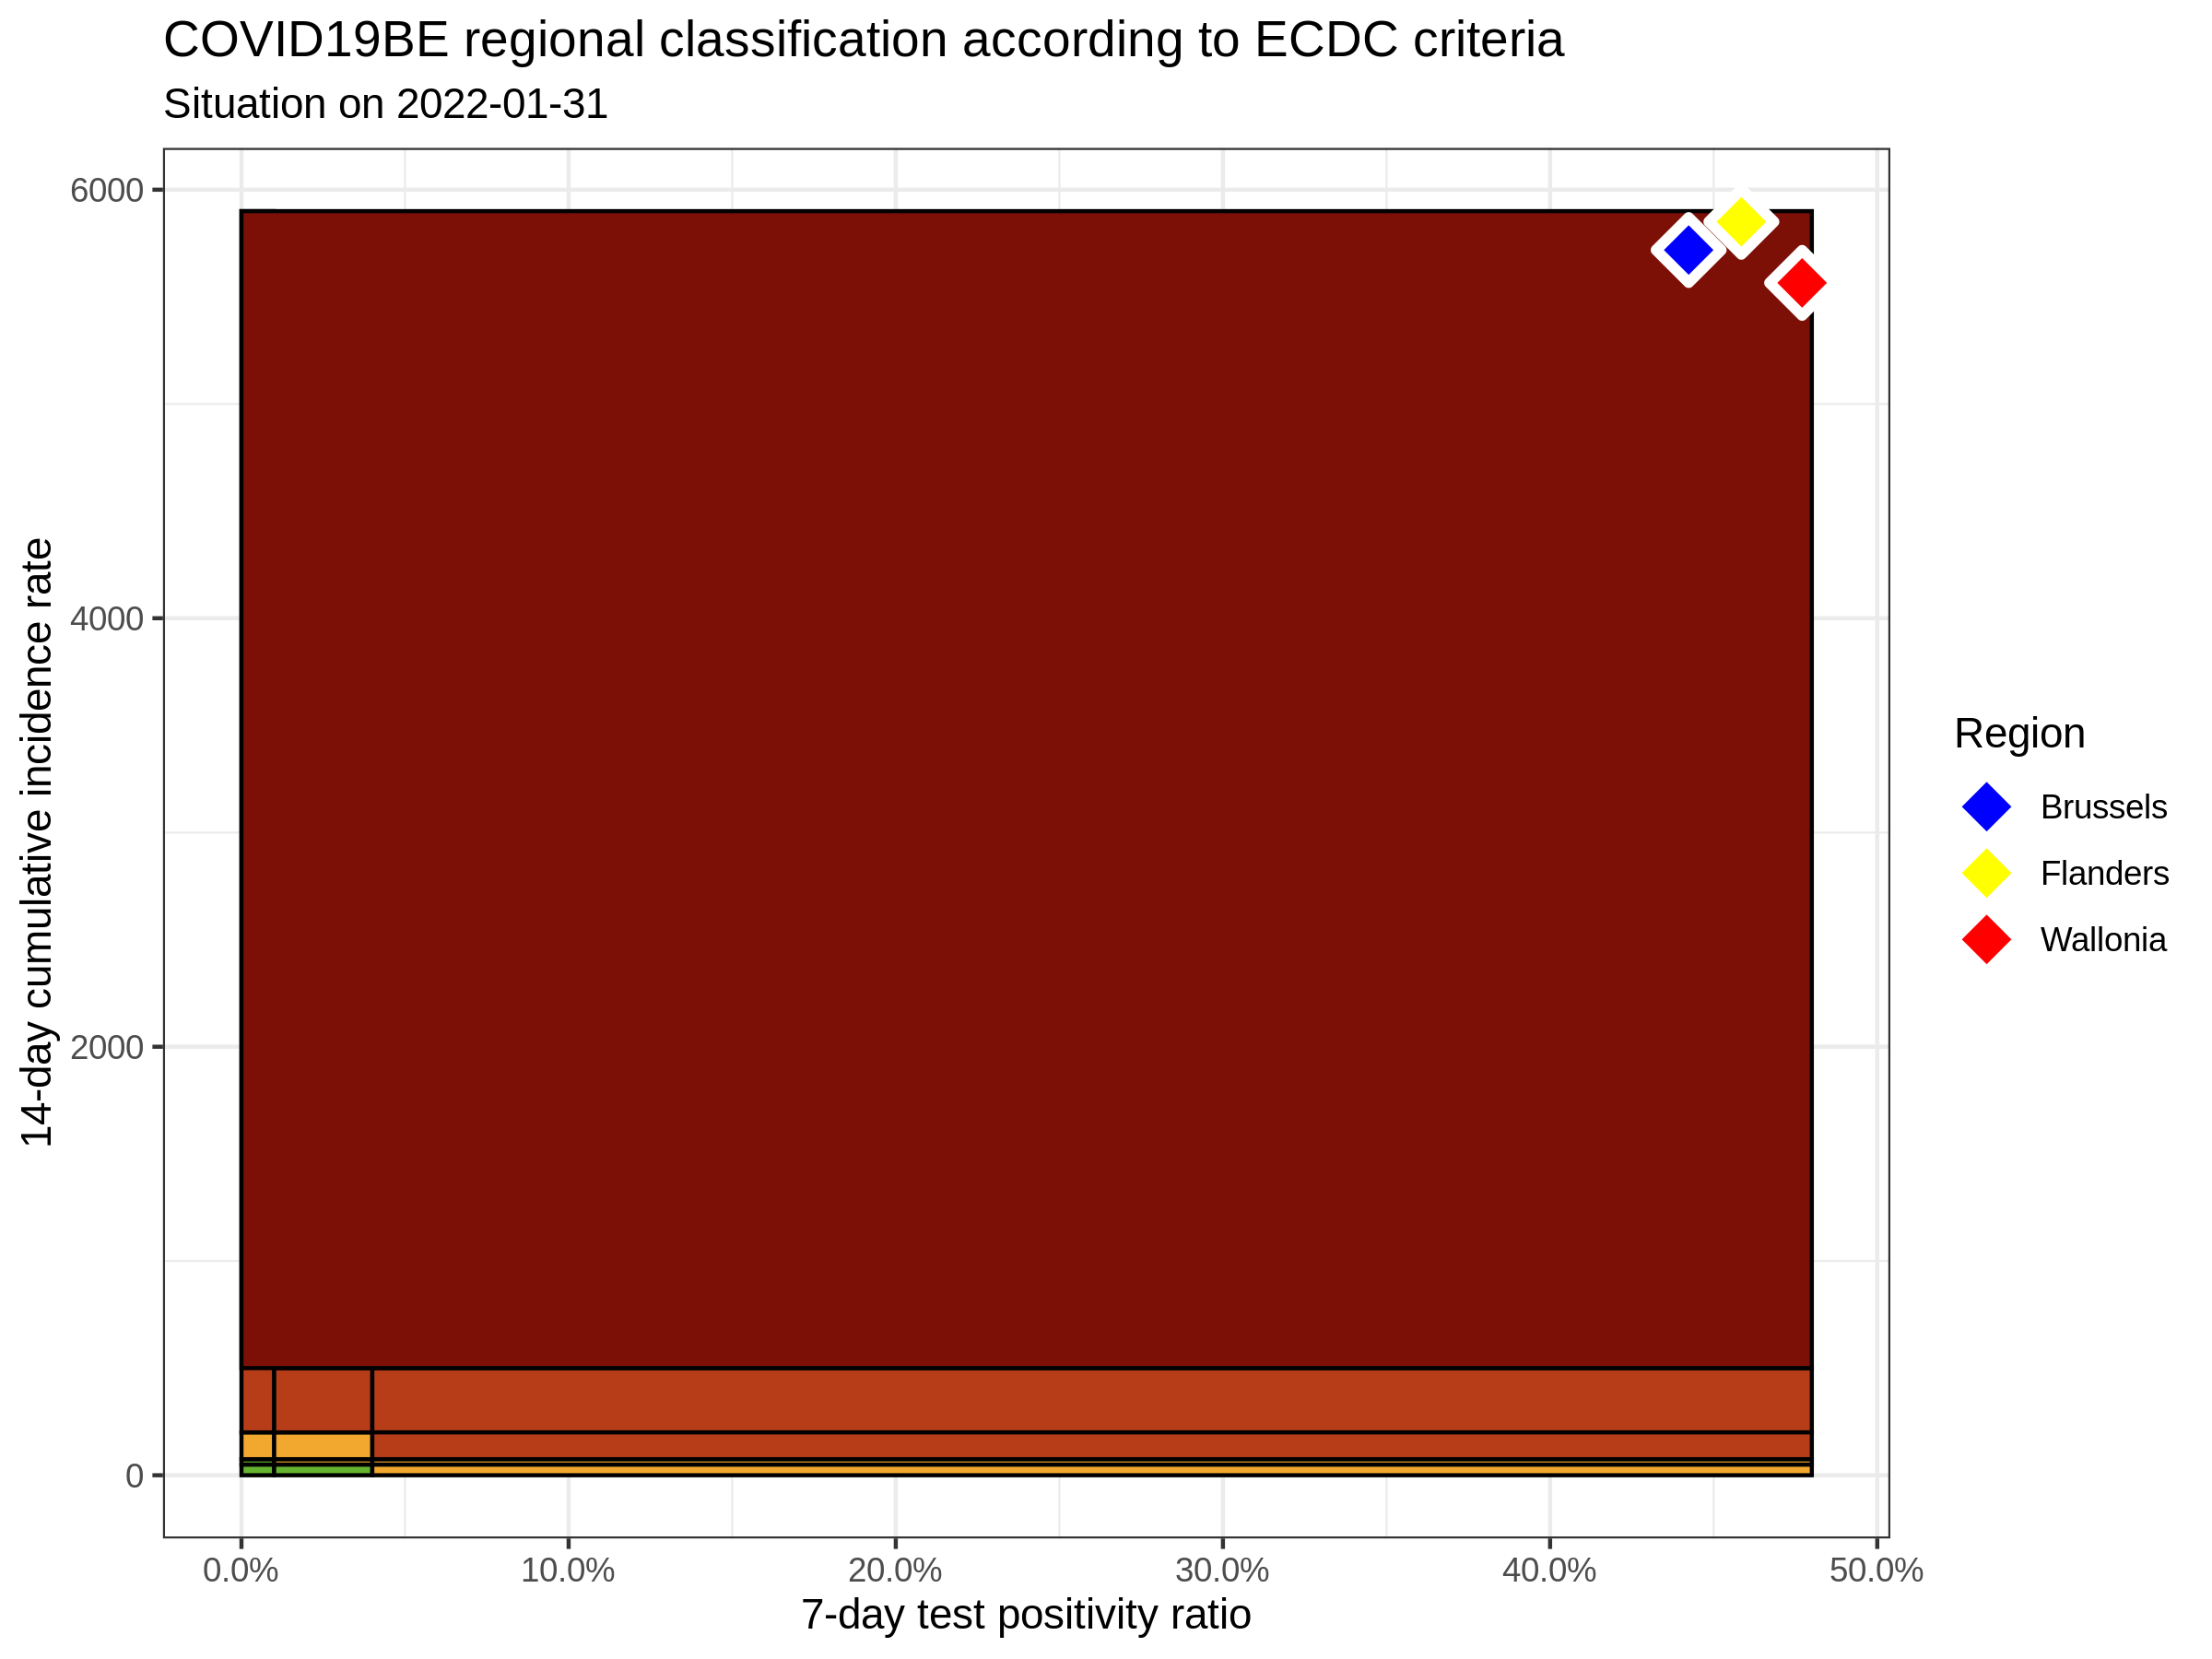 COVID19BE regional classification according to ECDC criteria
Situation on 2022-01-31
14-day cumulative incidence rate
6000
4000
2000
0
0.0%
10.0%
20.0%
30.0%
40.0%
50.0%
7-day test positivity ratio
Region
Brussels
Flanders
Wallonia